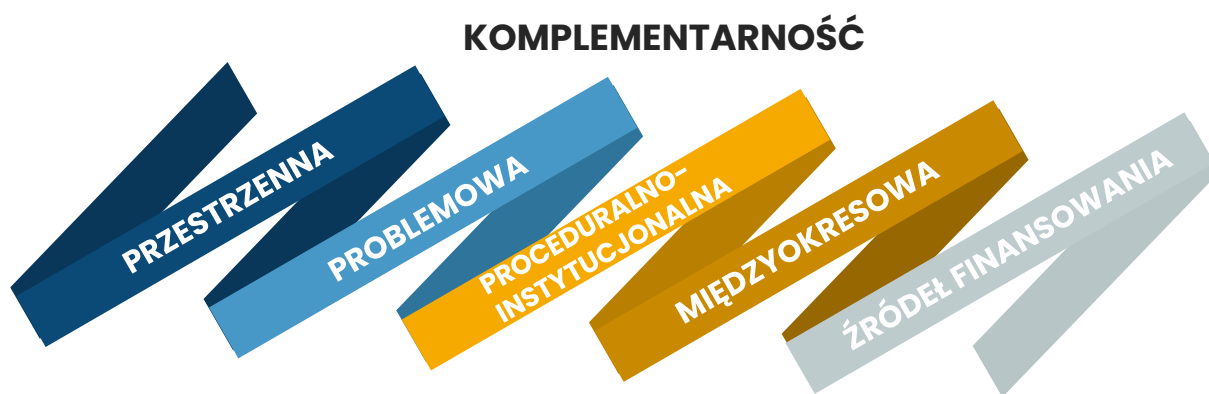 KOMPLEMENTARNOŚĆ
PRZESTRZENNA
PROBLEMOWA
PROCEDURALNO-
INSTYTUCJONALNA
MIĘDZYOKRESOWA
ŹRÓDEŁ FINANSOWANIA